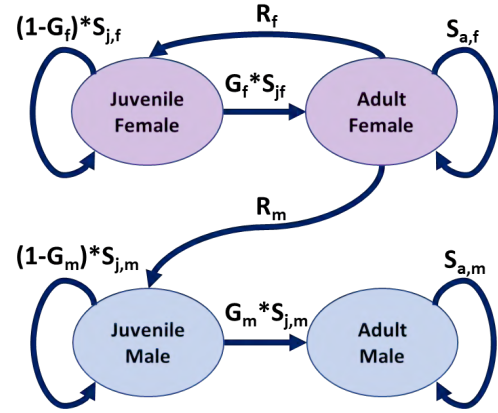 (1-Gf)*Sj,f
Rf
Sa,f
Juvenile
Female
Gf*Sjf
Adult
Female
Rm
(1-Gm)*Sj,m
Sa,m
Juvenile
Male
Gm*Sj,m
Adult
Male